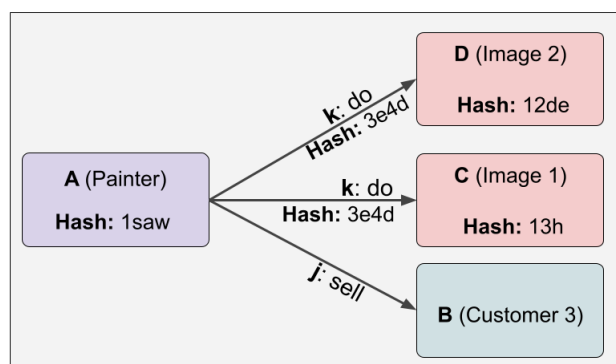 D (Image 2)
Hash: 12de
k: do
Hash: 3e4d
A (Painter)
Hash: 1saw
k: do
Hash: 3e4d
C (Image 1)
Hash: 13h
j: sell
B (Customer 3)